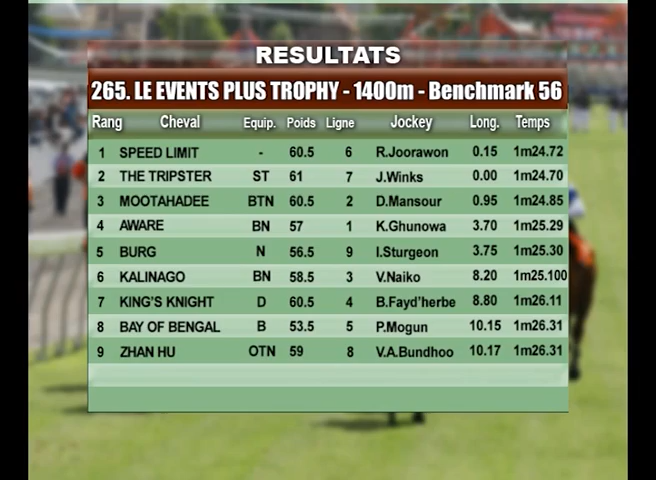 RESULTATS
265. LE EVENTS PLUS TROPHY - 1400m - Benchmark 56
Rang Cheval Equip. Poids Ligne Jockey Long. Temps
1 SPEED LIMIT - 60.5 6 R.Joorawon 0.15 1m24.72
2 THE TRIPSTER ST 61 7 J.Winks 0.00 1m24.70
3 MOOTAHADEE BTN 60.5 2 D.Mansour 0.95 1m24.85
4 AWARE BN 57 1 K.Ghunowa 3.70 1m25.29
5 BURG N 56.5 9 I.Sturgeon 3.75 1m25.30
6 KALINAGO BN 58.5 3 V.Naiko 8.20 1m25.100
7 KING'S KNIGHT D 60.5 4 B.Fayd'herbe 8.80 1m26.11
8 BAY OF BENGAL B 53.5 5 P.Mogun 10.15 1m26.31
9 ZHAN HU OTN 59 8 V.A.Bundhoo 10.17 1m26.31